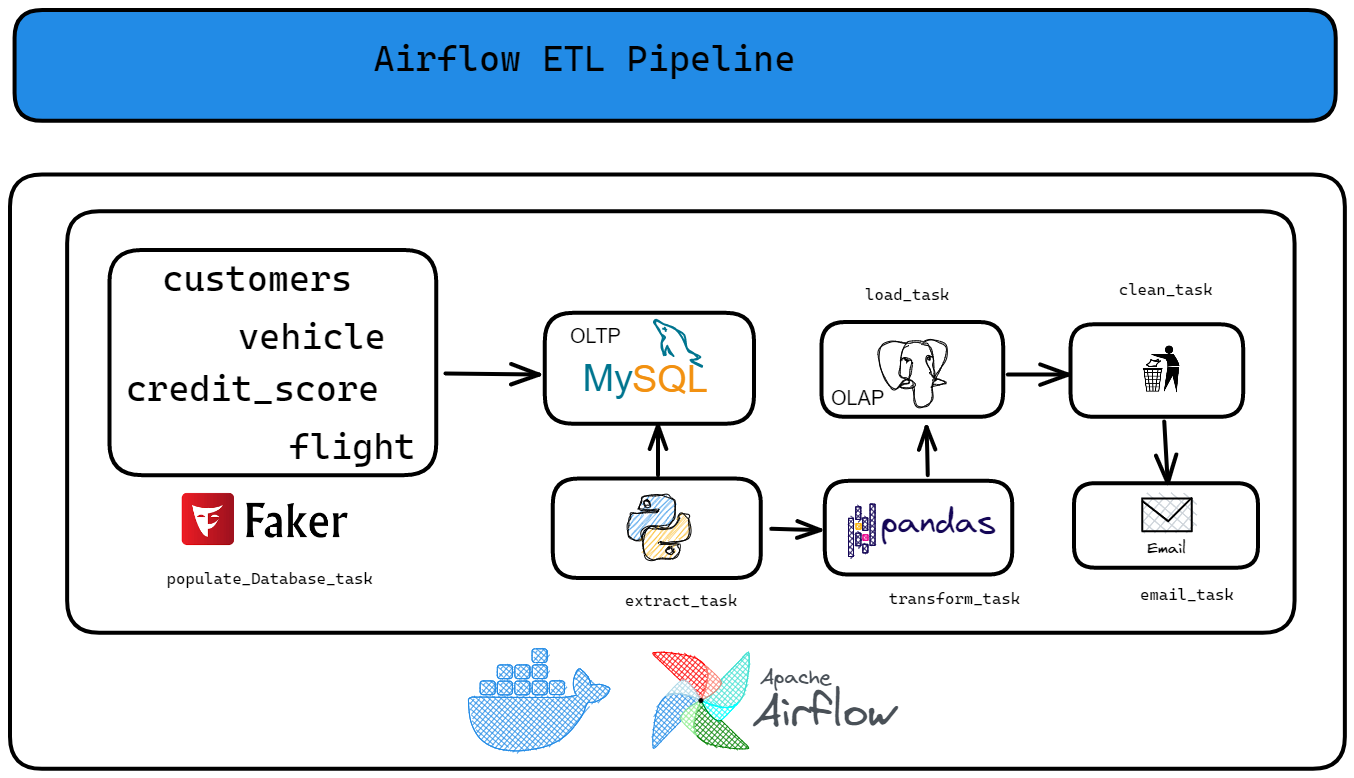 Airflow ETL Pipeline
customers
vehicle
credit_score
flight
Faker
populate_Database_task
OLTP
MySQL
extract_task
pandas
transform_task
load_task
OLAP
clean_task
Email
email_task
Apache
Airflow